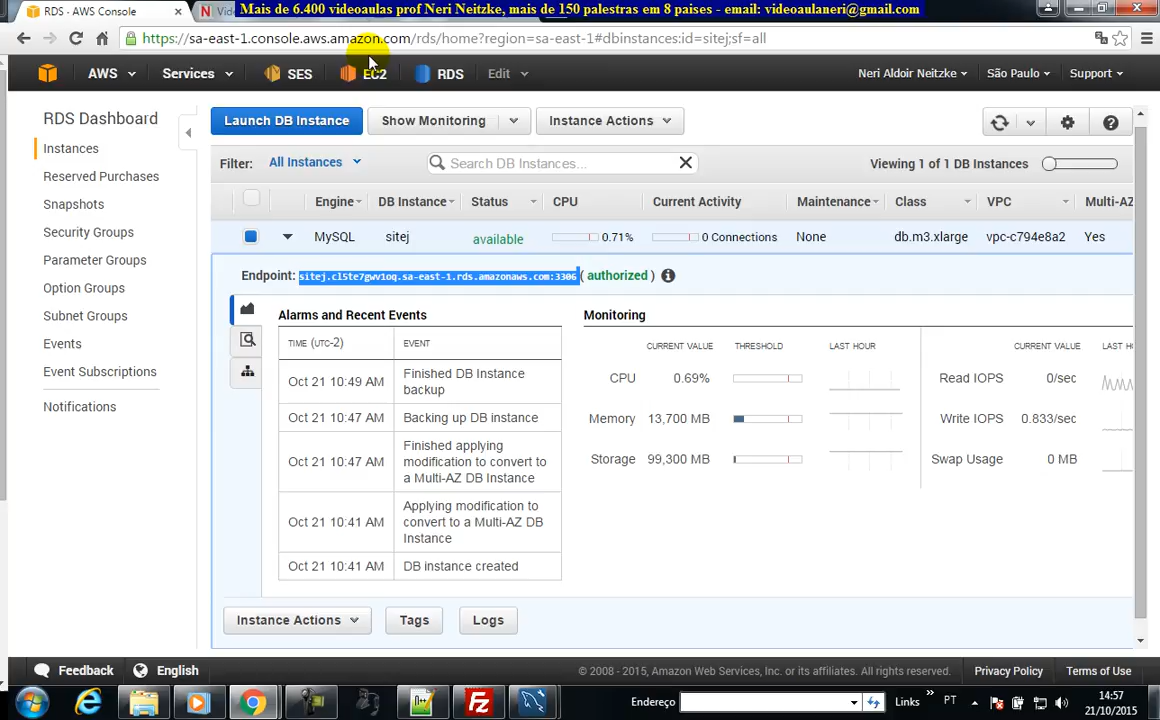 RDS - AWS Console
Mais de 6.400 videoaulas prof Neri Neitzke, mais de 150 palestras em 8 paises - email: videoaulaneri@gmail.com
https://sa-east-1.console.aws.amazon.com/rds/home?region=sa-east-1#dbinstances:id=sitej;sf=all
AWS Services SES EC2 RDS Edit Neri Aldoir Neitzke São Paulo Support
RDS Dashboard
Instances
Reserved Purchases
Snapshots
Security Groups
Parameter Groups
Option Groups
Subnet Groups
Events
Event Subscriptions
Notifications
Launch DB Instance Show Monitoring Instance Actions
Filter: All Instances Search DB Instances... Viewing 1 of 1 DB Instances
Engine DB Instance Status CPU Current Activity Maintenance Class VPC Multi-AZ
MySQL sitej available 0.71% 0 Connections None db.m3.xlarge vpc-c794e8a2 Yes
Endpoint: sitej.cl5te7gwv1oq.sa-east-1.rds.amazonaws.com:3306 ( authorized )
Alarms and Recent Events
TIME (UTC-2) EVENT
Oct 21 10:49 AM Finished DB Instance
backup
Oct 21 10:47 AM Backing up DB instance
Oct 21 10:47 AM Finished applying
modification to convert to
a Multi-AZ DB Instance
Oct 21 10:41 AM Applying modification to
convert to a Multi-AZ DB
Instance
Oct 21 10:41 AM DB instance created
Monitoring
CURRENT VALUE THRESHOLD LAST HOUR CURRENT VALUE LAST H
CPU 0.69% Read IOPS 0/sec
Memory 13,700 MB Write IOPS 0.833/sec
Storage 99,300 MB Swap Usage 0 MB
Instance Actions Tags Logs
Feedback English © 2008 - 2015, Amazon Web Services, Inc. or its affiliates. All rights reserved. Privacy Policy Terms of Use
Endereço Links PT 14:57
21/10/2015